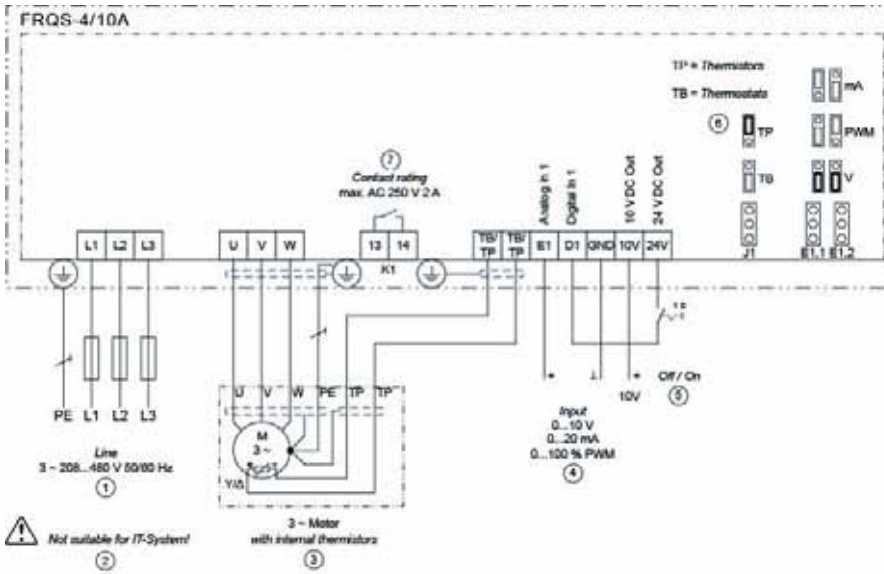 FRQS-4/10A
TP = Thermistors
TB = Thermostats
⑥
TP
TB
J1
mA
PWM
V
E1.1 E1.2
⑦
Contact rating
max. AC 250 V 2 A
Analog In 1
Digital In 1
10 V DC Out
24 V DC Out
L1 L2 L3
U V W
13 14
K1
TB/TP TB/TP
E1 D1 GND 10V 24V
PE L1 L2 L3
Line
3 ~ 208...480 V 50/60 Hz
①
Not suitable for IT-System!
②
U V W PE TP TP
M
3 ~
Y/Δ
3 ~ Motor
with internal thermistors
③
+ ⊥ +
10V
Input
0...10 V
0...20 mA
0...100 % PWM
④
1 0
Off / On
⑤